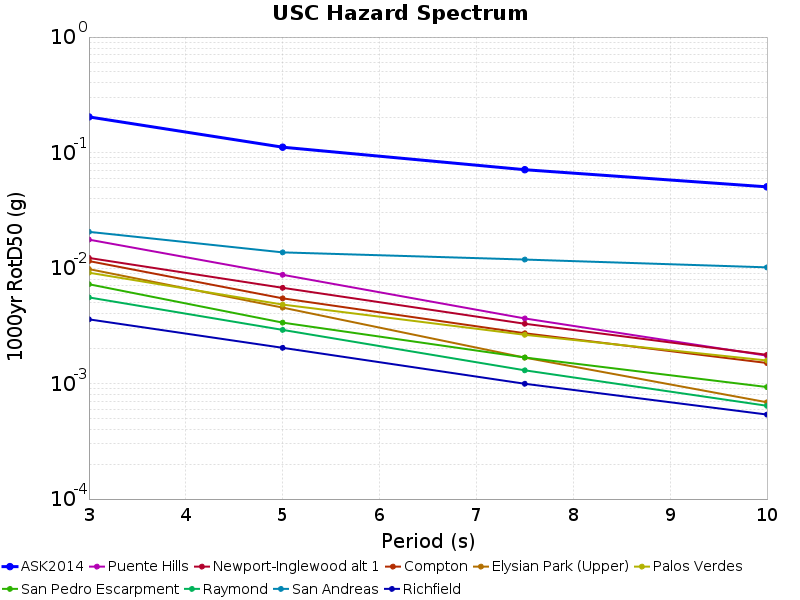 USC Hazard Spectrum
10^0
10^-1
10^-2
10^-3
10^-4
1000yr RotD50 (g)
3 4 5 6 7 8 9 10
Period (s)
ASK2014 Puente Hills Newport-Inglewood alt 1 Compton Elysian Park (Upper) Palos Verdes
San Pedro Escarpment Raymond San Andreas Richfield